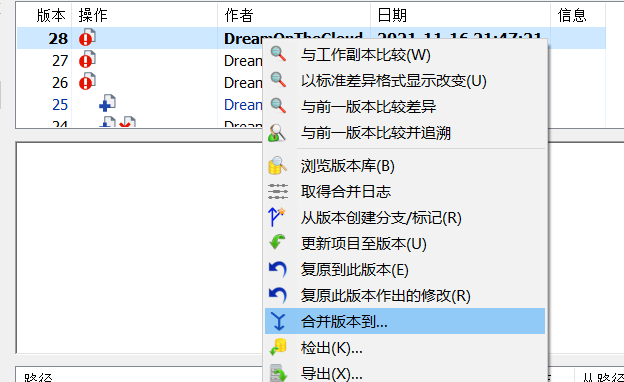 版本 操作 作者 日期 信息
28 DreamOnTheCloud 2021-11-16 21:47:21
27 Dream
26 Dream
25 Dream
24 Dream
与工作副本比较(W)
以标准差异格式显示改变(U)
与前一版本比较差异
与前一版本比较并追溯
浏览版本库(B)
取得合并日志
从版本创建分支/标记(R)
更新项目至版本(U)
复原到此版本(E)
复原此版本作出的修改(R)
合并版本到...
检出(K)...
导出(X)...
路径 从路径